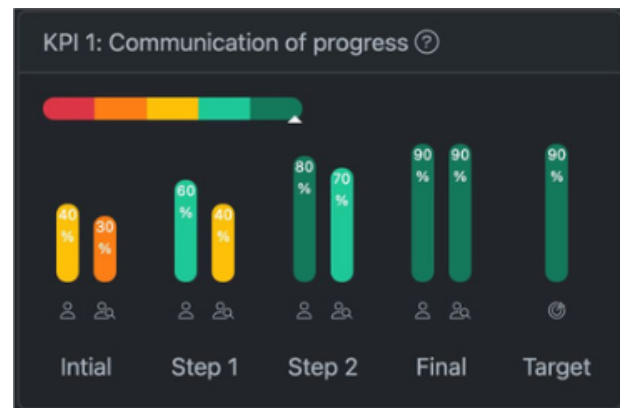 KPI 1: Communication of progress ?
40 % 30 % 60 % 40 % 80 % 70 % 90 % 90 % 90 %
Intial Step 1 Step 2 Final Target